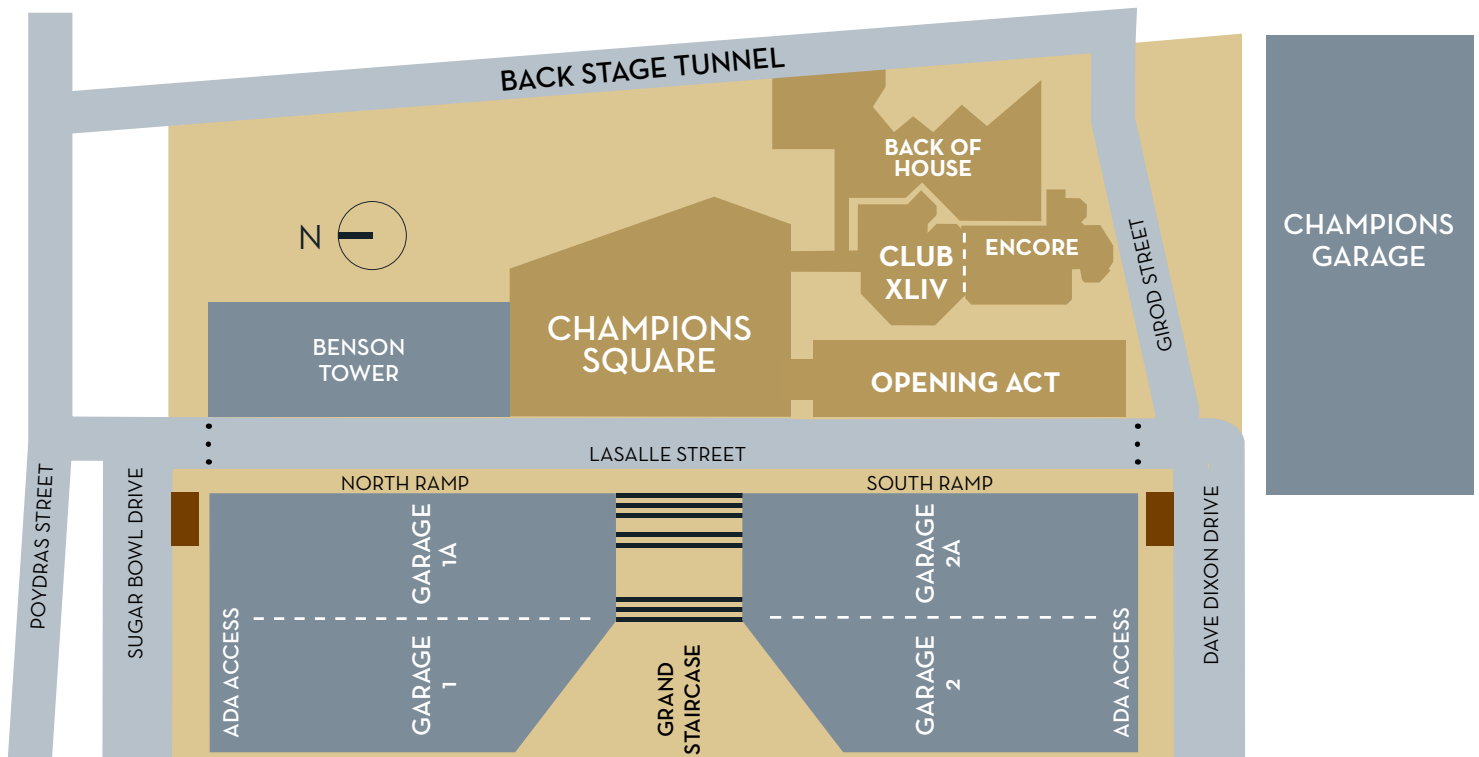 BACK STAGE TUNNEL
BACK OF
HOUSE
N
CLUB
XLIV
ENCORE
CHAMPIONS
GARAGE
GIROD STREET
CHAMPIONS
SQUARE
BENSON
TOWER
OPENING ACT
LASALLE STREET
NORTH RAMP
SOUTH RAMP
POYDRAS STREET
SUGAR BOWL DRIVE
GARAGE
1A
GARAGE
2A
DAVE DIXON DRIVE
ADA ACCESS
GARAGE
1
GRAND
STAIRCASE
GARAGE
2
ADA ACCESS